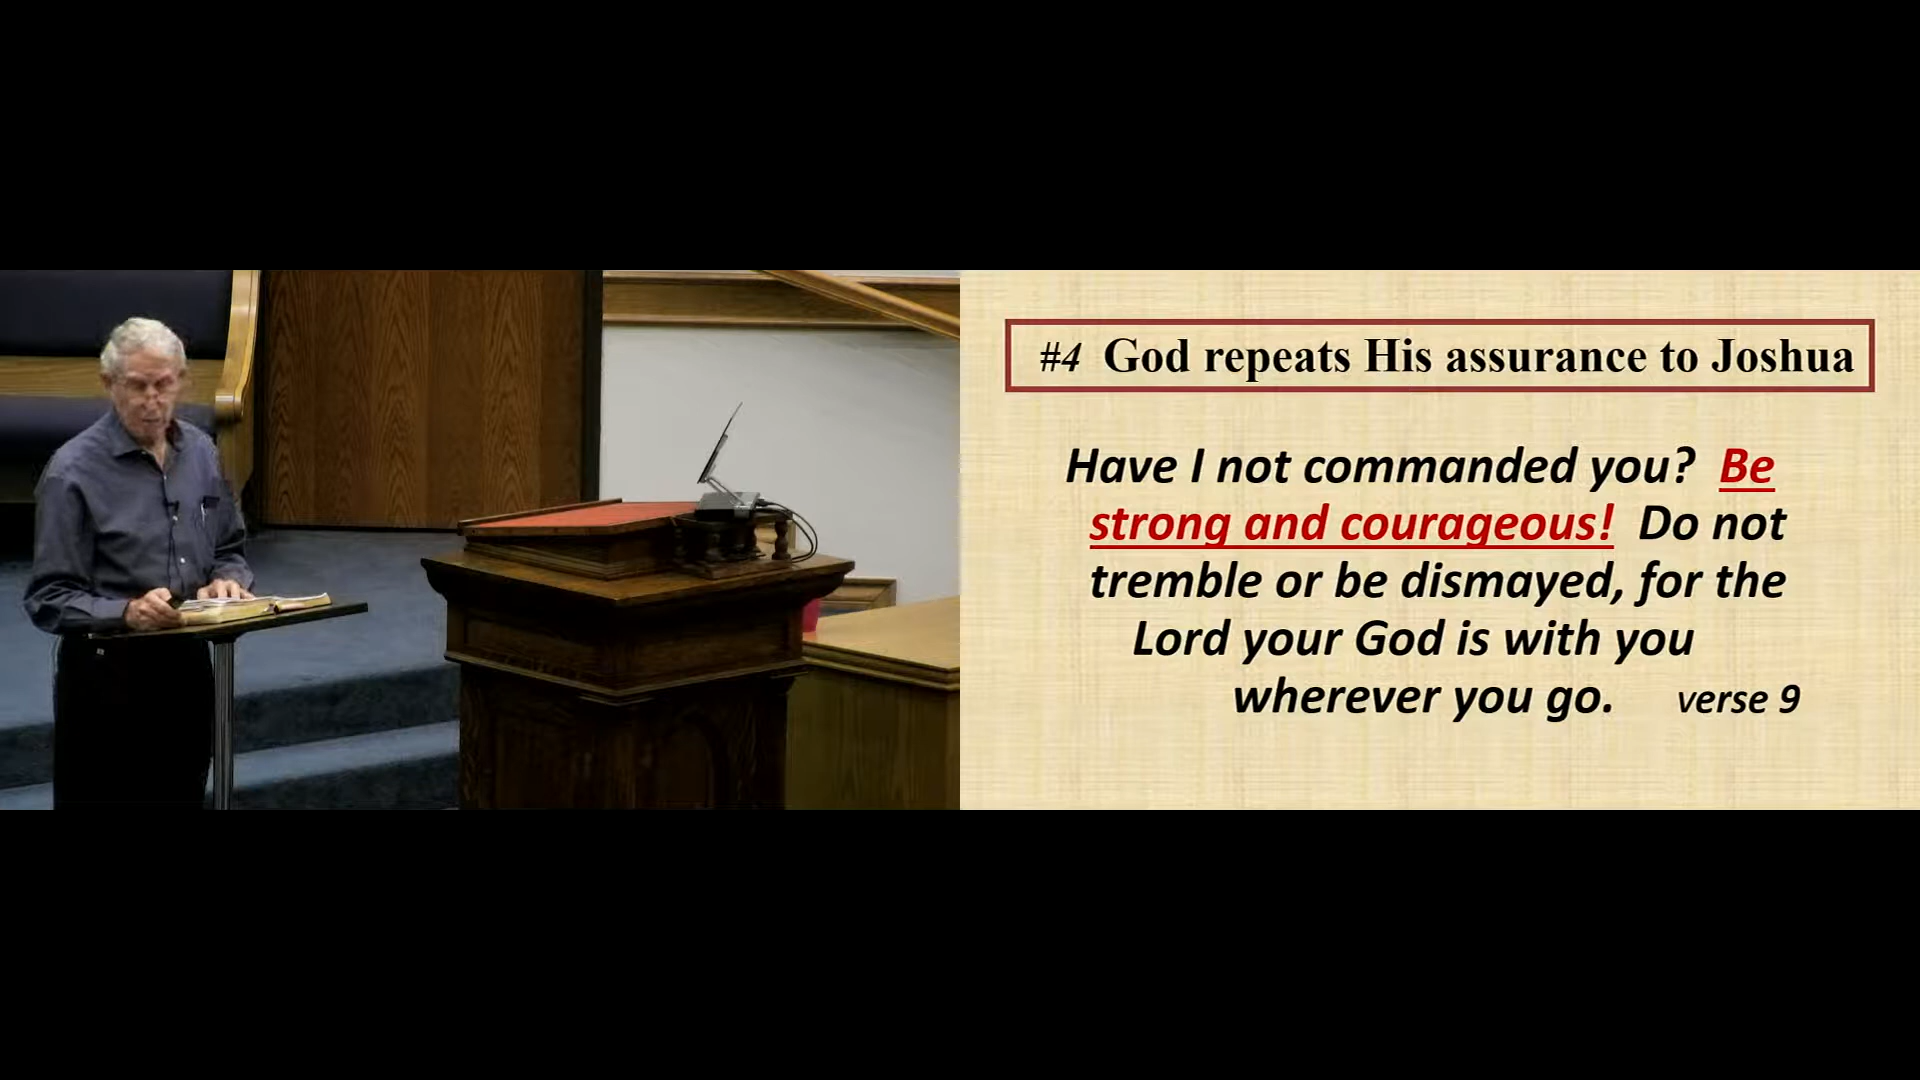 #4 God repeats His assurance to Joshua
Have I not commanded you? Be
strong and courageous! Do not
tremble or be dismayed, for the
Lord your God is with you
wherever you go. verse 9